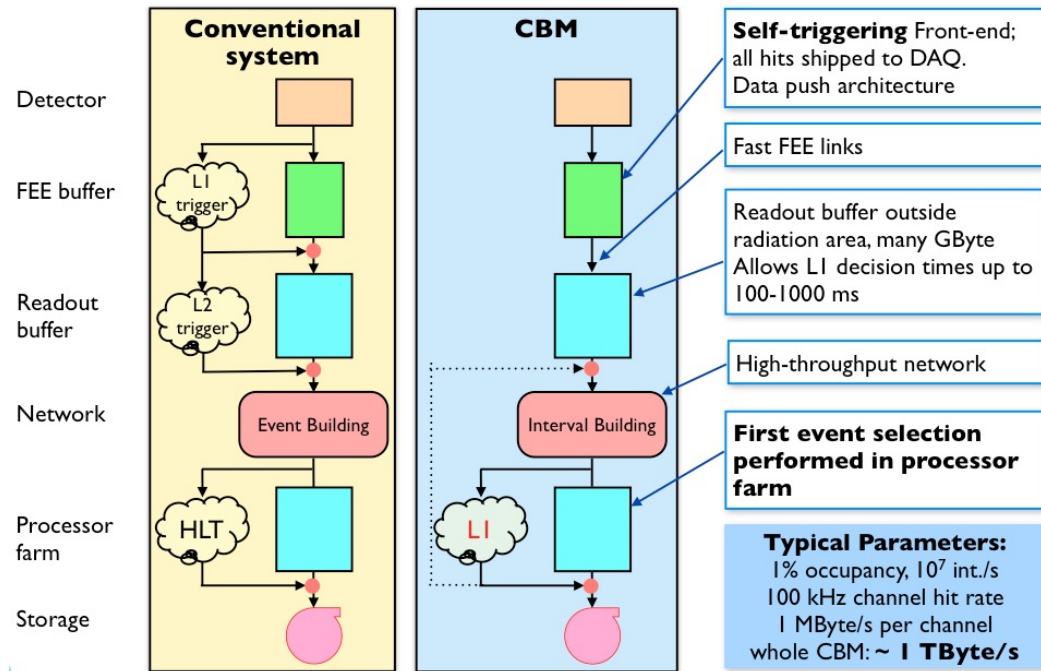 Conventional
system
CBM
Detector
FEE buffer
Readout
buffer
Network
Processor
farm
Storage
L1
trigger
L2
trigger
Event Building
HLT
Interval Building
L1
Self-triggering Front-end;
all hits shipped to DAQ.
Data push architecture
Fast FEE links
Readout buffer outside
radiation area, many GByte
Allows L1 decision times up to
100-1000 ms
High-throughput network
First event selection
performed in processor
farm
Typical Parameters:
1% occupancy, 10⁷ int./s
100 kHz channel hit rate
1 MByte/s per channel
whole CBM: ~ 1 TByte/s